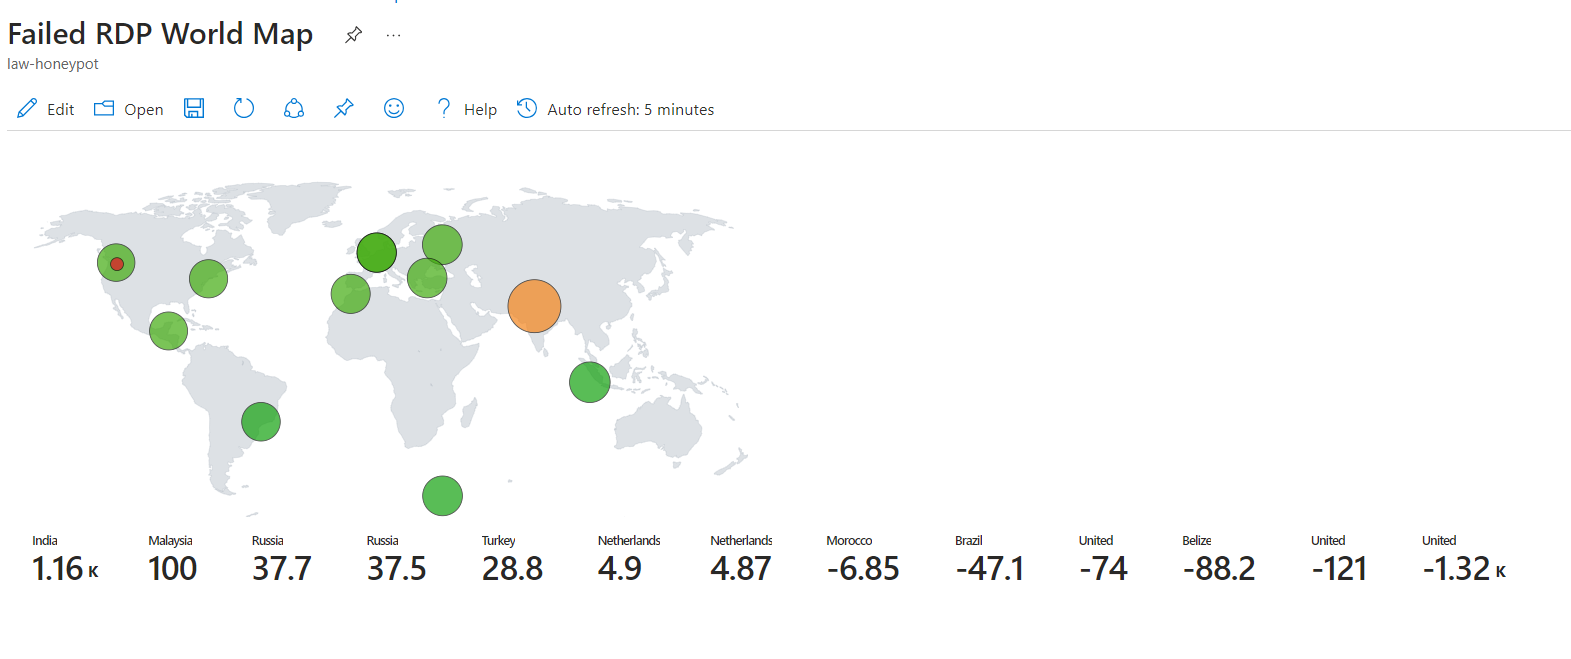 Failed RDP World Map
law-honeypot
Edit Open Help Auto refresh: 5 minutes
India Malaysia Russia Russia Turkey Netherlands Netherlands Morocco Brazil United Belize United United
1.16 K 100 37.7 37.5 28.8 4.9 4.87 -6.85 -47.1 -74 -88.2 -121 -1.32 K